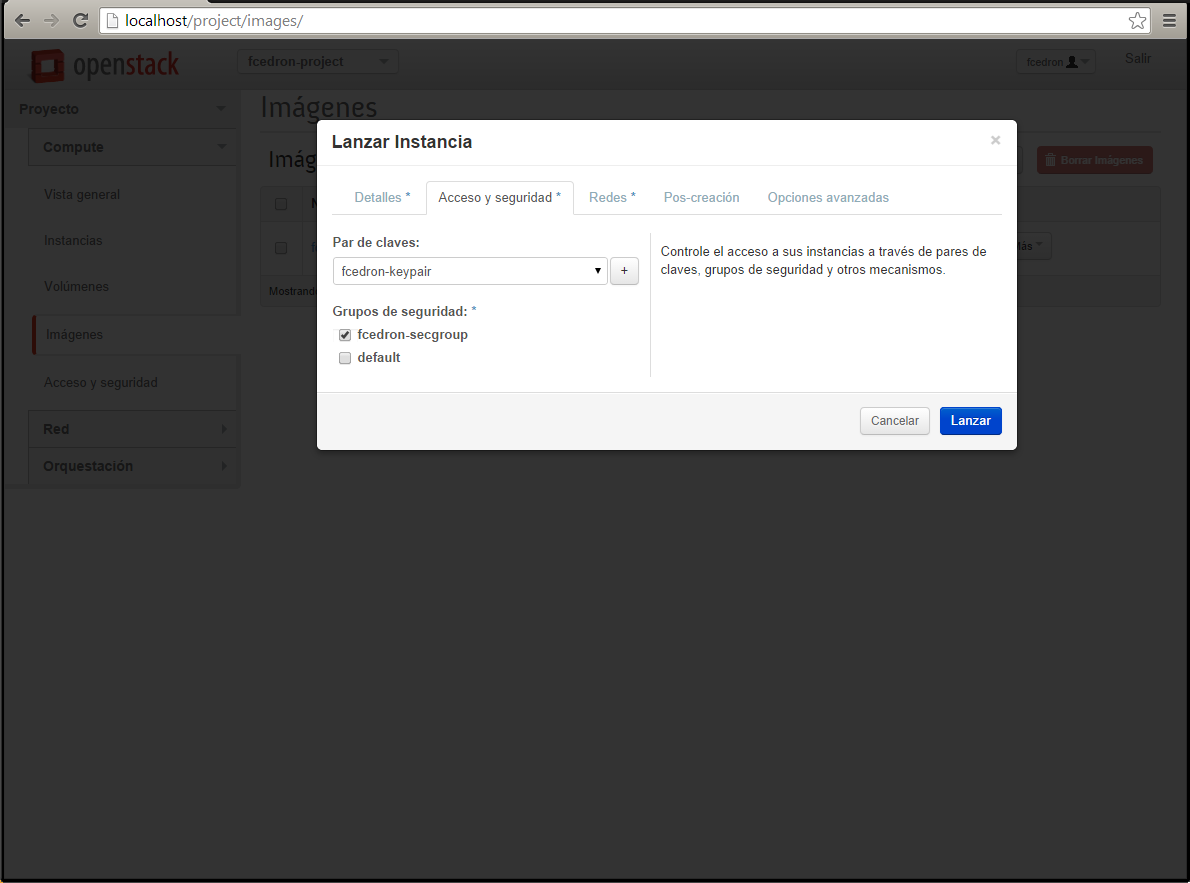 localhost/project/images/
openstack
fcedron-project
fcedron
Salir
Proyecto
Compute
Vista general
Instancias
Volúmenes
Imágenes
Acceso y seguridad
Red
Orquestación
Imágenes
Borrar Imágenes
Lanzar Instancia
×
Detalles *
Acceso y seguridad *
Redes *
Pos-creación
Opciones avanzadas
Par de claves:
fcedron-keypair
+
Grupos de seguridad: *
fcedron-secgroup
default
Controle el acceso a sus instancias a través de pares de
claves, grupos de seguridad y otros mecanismos.
Cancelar
Lanzar